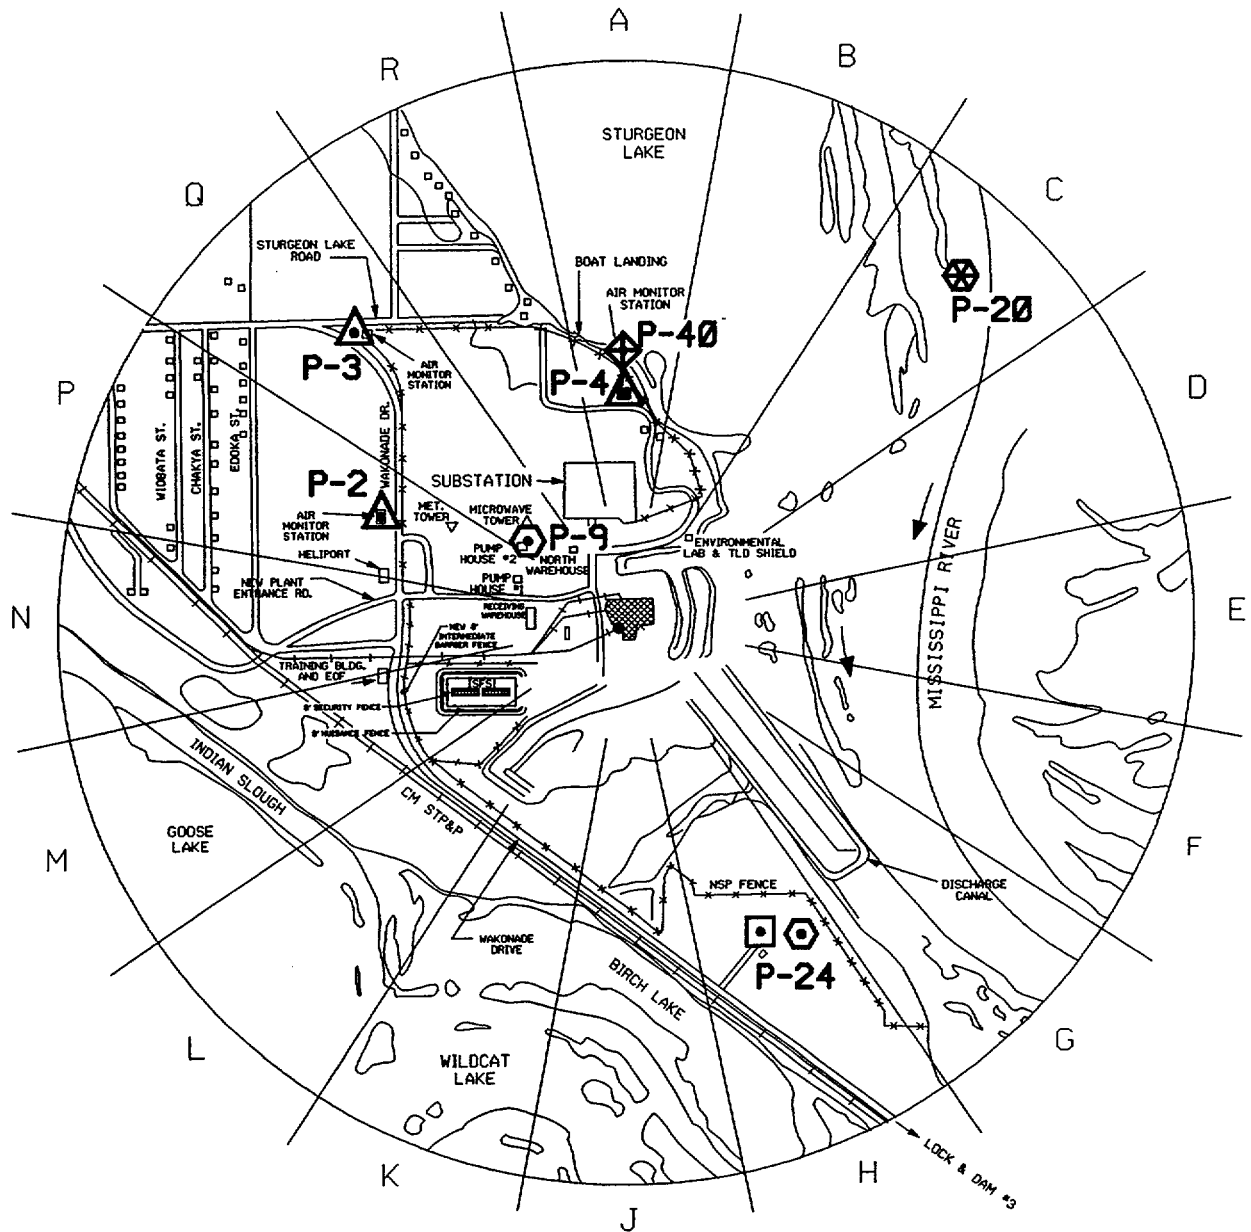 A
B
R
STURGEON
LAKE
C
Q
STURGEON LAKE
ROAD
BOAT LANDING
AIR MONITOR
STATION
P-20
P-40
P-3
AIR
MONITOR
STATION
P-4
D
P
WIOBATA ST.
CHAKYA ST.
EDOKA ST.
WAKONADE DR.
SUBSTATION
P-2
MET.
TOWER
MICROWAVE
TOWER
AIR
MONITOR
STATION
P-9
PUMP
HOUSE #2
NORTH
WAREHOUSE
ENVIRONMENTAL
LAB & TLD SHIELD
HELIPORT
MISSISSIPPI RIVER
NEW PLANT
ENTRANCE RD.
PUMP
HOUSE #1
RECEIVING
WAREHOUSE
N
E
NEW 8'
INTERMEDIATE
BARRIER FENCE
TRAINING BLDG.
AND EOF
ISFSI
8' SECURITY FENCE
8' NUISANCE FENCE
INDIAN SLOUGH
CM STP&P
GOOSE
LAKE
M
F
NSP FENCE
DISCHARGE
CANAL
WAKONADE
DRIVE
BIRCH LAKE
P-24
L
G
WILDCAT
LAKE
K
H
LOCK & DAM #3
J